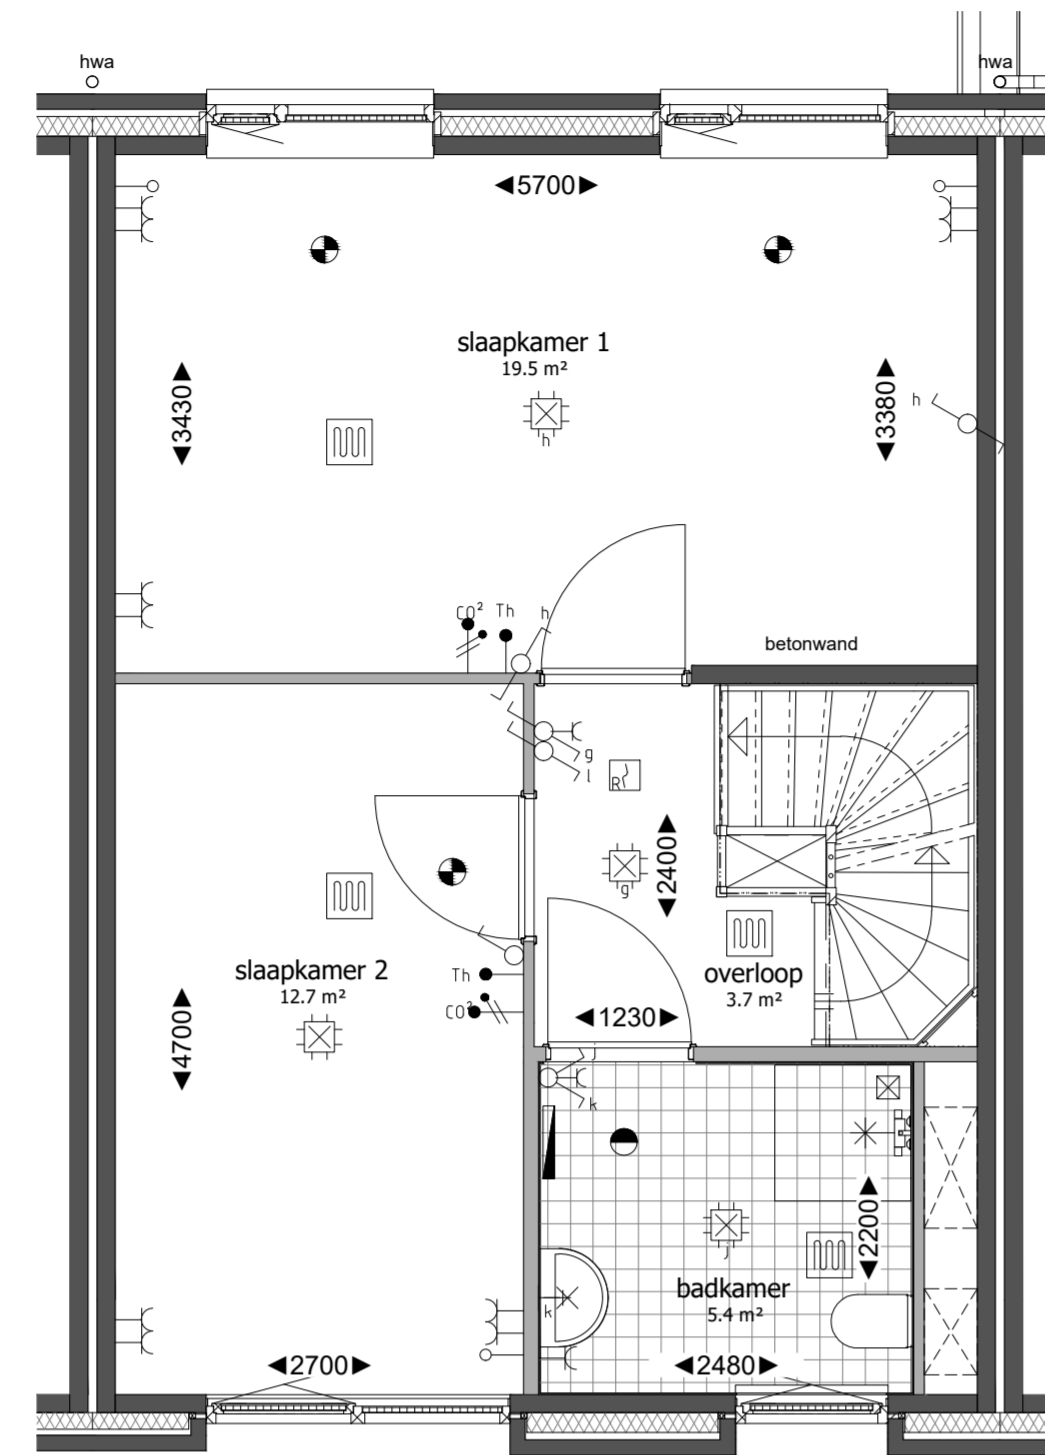 hwa
hwa
5700
slaapkamer 1
19.5 m²
h
3430
3380
h
CO²
Th
h
betonwand
g
l
R
g
2400
slaapkamer 2
12.7 m²
Th
CO²
overloop
3.7 m²
4700
1230
j
k
2200
j
badkamer
5.4 m²
k
2700
2480